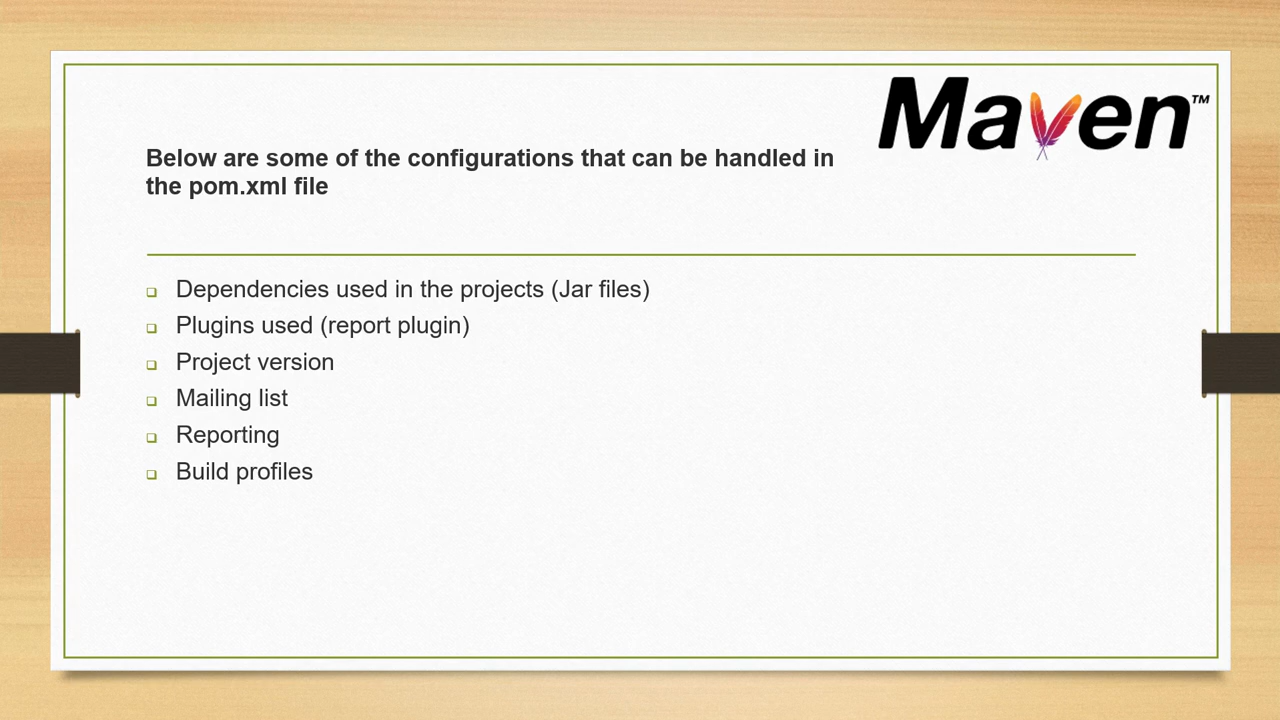 Maven™
Below are some of the configurations that can be handled in
the pom.xml file
Dependencies used in the projects (Jar files)
Plugins used (report plugin)
Project version
Mailing list
Reporting
Build profiles